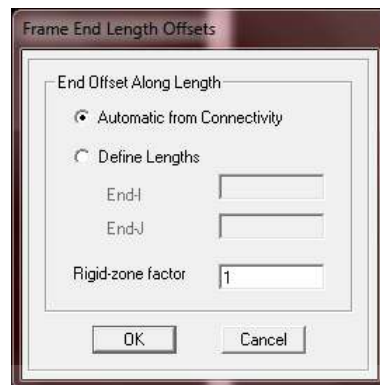 Frame End Length Offsets
End Offset Along Length
Automatic from Connectivity
Define Lengths
End-I
End-J
Rigid-zone factor 1
OK Cancel